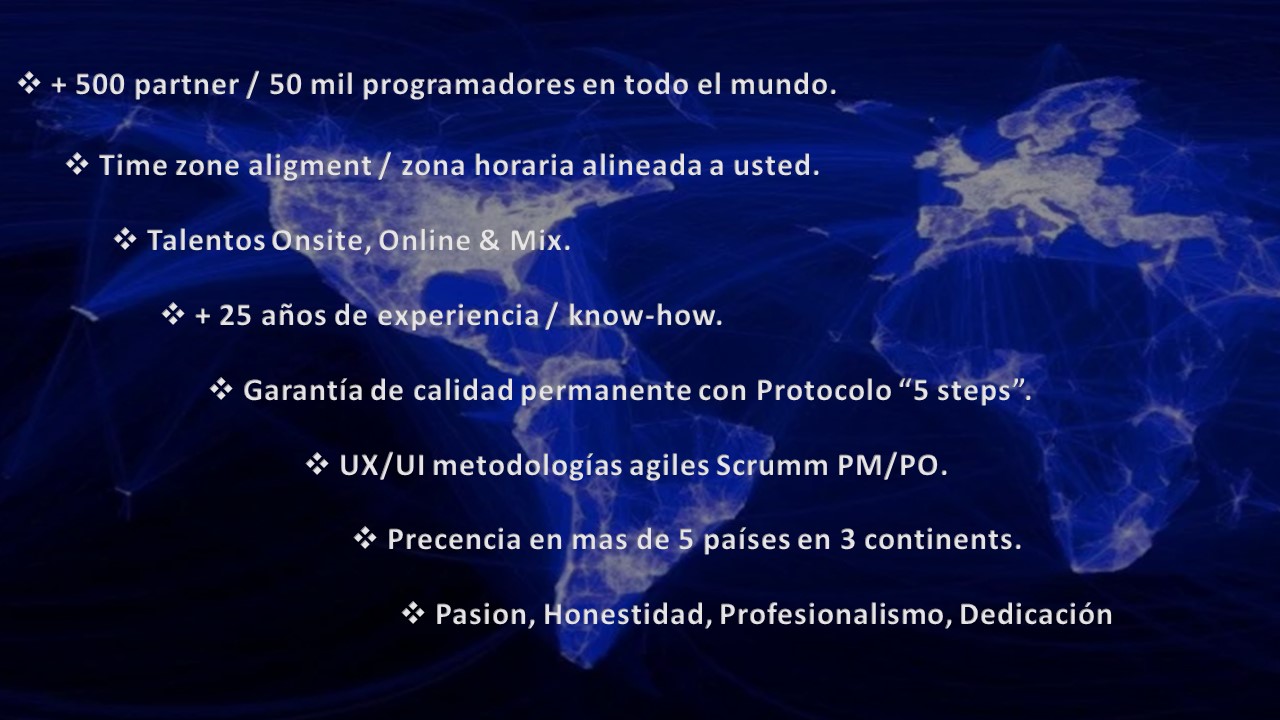 ❖ + 500 partner / 50 mil programadores en todo el mundo.
❖ Time zone aligment / zona horaria alineada a usted.
❖ Talentos Onsite, Online & Mix.
❖ + 25 años de experiencia / know-how.
❖ Garantía de calidad permanente con Protocolo “5 steps”.
❖ UX/UI metodologías agiles Scrumm PM/PO.
❖ Precencia en mas de 5 países en 3 continents.
❖ Pasion, Honestidad, Profesionalismo, Dedicación